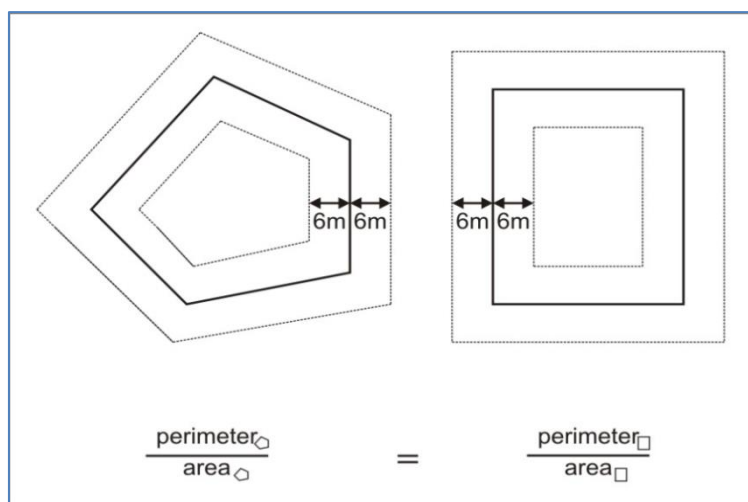 6m 6m
6m 6m
perimeter⬠ = perimeter□
area⬠ area□